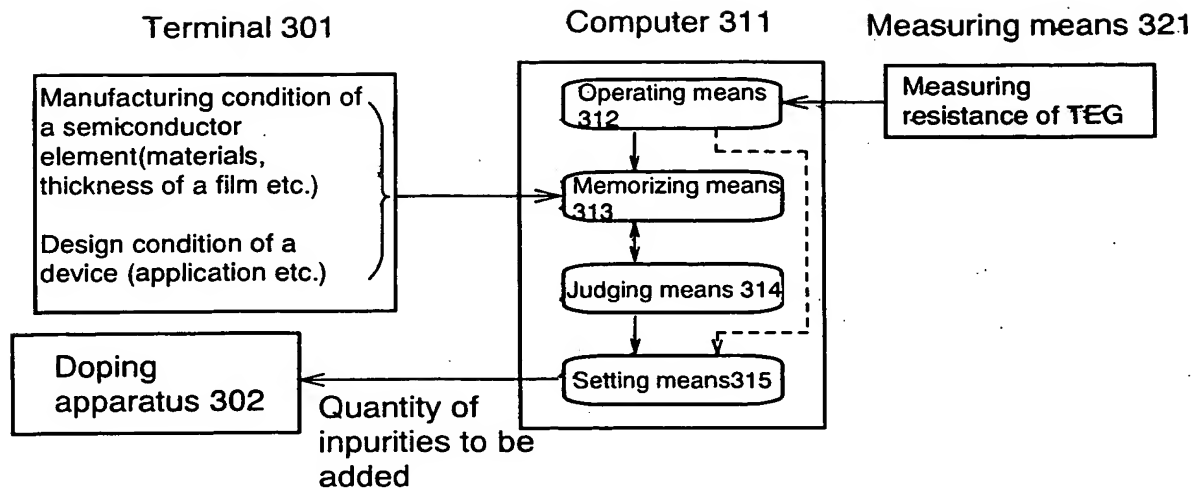 Terminal 301
Computer 311
Measuring means 321
Manufacturing condition of
a semiconductor
element(materials,
thickness of a film etc.)
Design condition of a
device (application etc.)
Operating means
312
Memorizing means
313
Judging means 314
Setting means315
Measuring
resistance of TEG
Doping
apparatus 302
Quantity of
inpurities to be
added